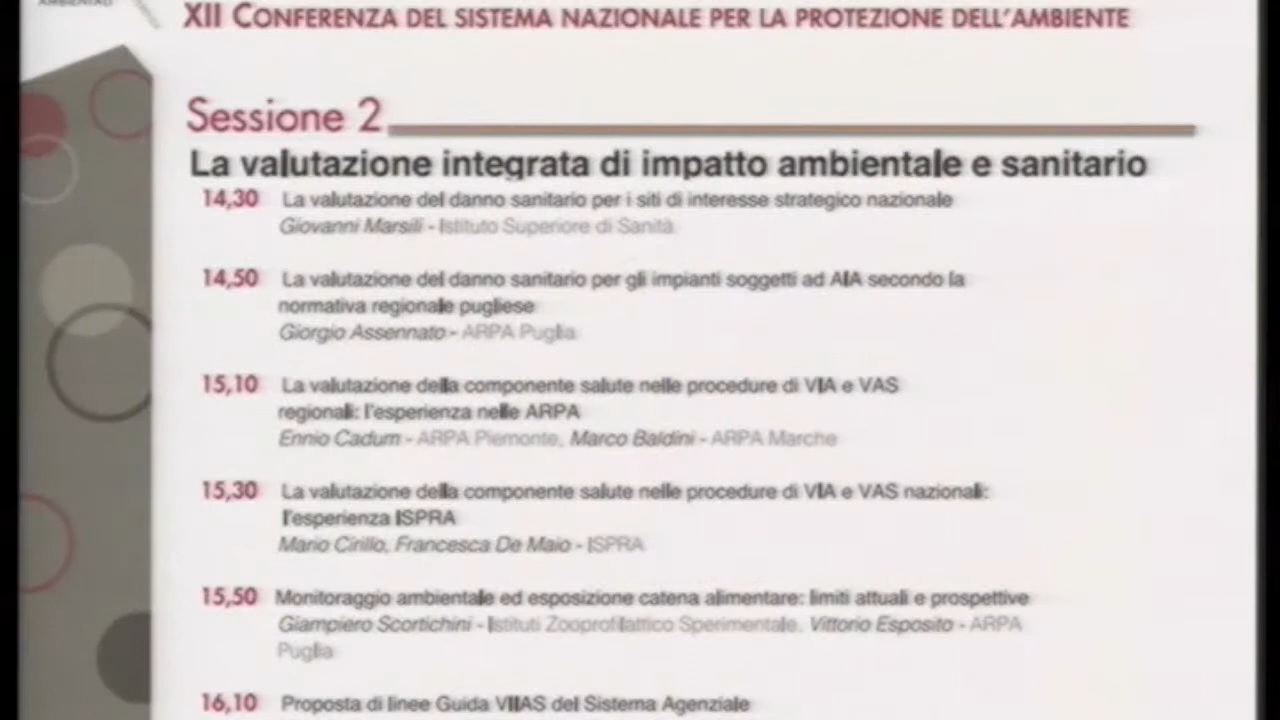 AMBIENTALI
XII CONFERENZA DEL SISTEMA NAZIONALE PER LA PROTEZIONE DELL'AMBIENTE
Sessione 2
La valutazione integrata di impatto ambientale e sanitario
14,30 La valutazione del danno sanitario per i siti di interesse strategico nazionale
Giovanni Marsili - Istituto Superiore di Sanità
14,50 La valutazione del danno sanitario per gli impianti soggetti ad AIA secondo la
normativa regionale pugliese
Giorgio Assennato - ARPA Puglia
15,10 La valutazione della componente salute nelle procedure di VIA e VAS
regionali: l'esperienza nelle ARPA
Ennio Cadum - ARPA Piemonte, Marco Baldini - ARPA Marche
15,30 La valutazione della componente salute nelle procedure di VIA e VAS nazionali:
l'esperienza ISPRA
Mario Cirillo, Francesca De Maio - ISPRA
15,50 Monitoraggio ambientale ed esposizione catena alimentare: limiti attuali e prospettive
Giampiero Scortichini - Istituti Zooprofilattico Sperimentale, Vittorio Esposito - ARPA
Puglia
16,10 Proposta di linee Guida VIIAS del Sistema Agenziale